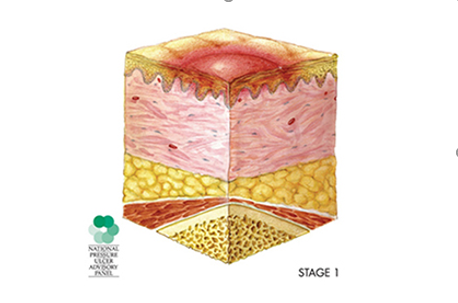 NATIONAL
PRESSURE
ULCER
ADVISORY
PANEL
STAGE 1